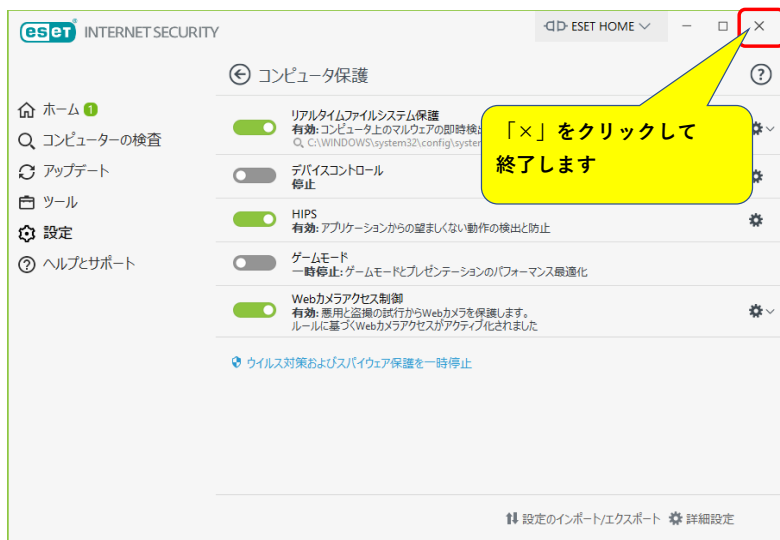 eset INTERNET SECURITY
ESET HOME
コンピュータ保護
ホーム 1
コンピューターの検査
アップデート
ツール
設定
ヘルプとサポート
リアルタイムファイルシステム保護
有効: コンピュータ上のマルウェアの即時検出
C:\WINDOWS\system32\config\system
デバイスコントロール
停止
HIPS
有効: アプリケーションからの望ましくない動作の検出と防止
ゲームモード
一時停止: ゲームモードとプレゼンテーションのパフォーマンス最適化
Webカメラアクセス制御
有効: 悪用と盗撮の試行からWebカメラを保護します。
ルールに基づくWebカメラアクセスがアクティブ化されました
ウイルス対策およびスパイウェア保護を一時停止
「×」をクリックして
終了します
設定のインポート/エクスポート 詳細設定